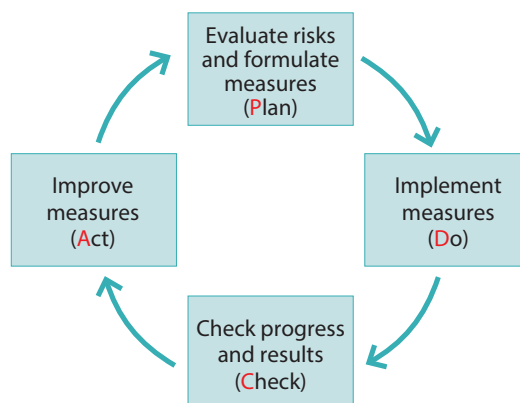 Evaluate risks
and formulate
measures
(Plan)
Implement
measures
(Do)
Check progress
and results
(Check)
Improve
measures
(Act)